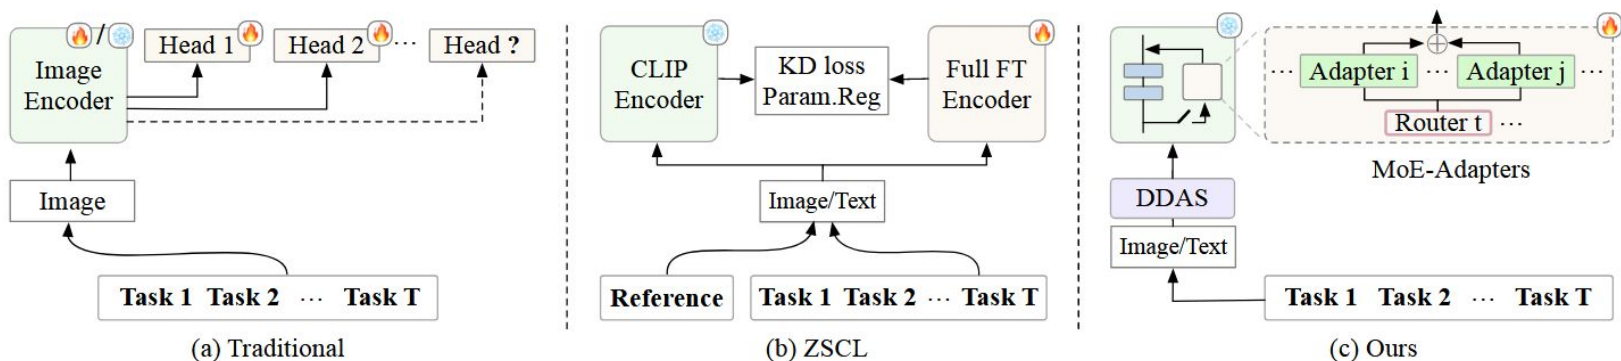 Image
Encoder
/
Head 1
Head 2
...
Head ?
Image
Task 1 Task 2 ... Task T
(a) Traditional
CLIP
Encoder
KD loss
Param.Reg
Full FT
Encoder
Image/Text
Reference
Task 1 Task 2 ... Task T
(b) ZSCL
... Adapter i ... Adapter j ...
Router t ...
MoE-Adapters
DDAS
Image/Text
Task 1 Task 2 ... Task T
(c) Ours